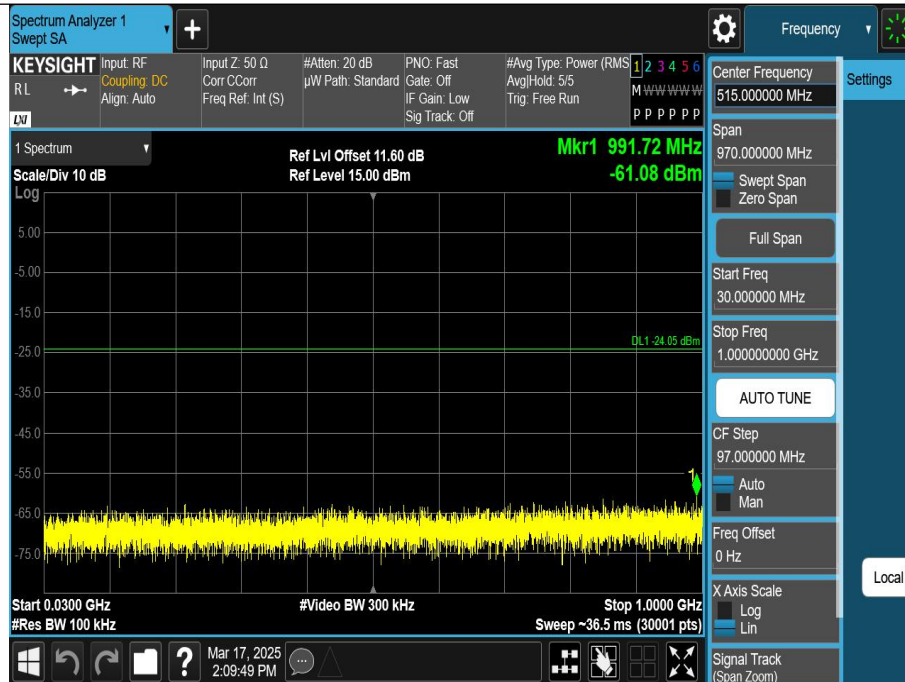 Spectrum Analyzer 1
Swept SA
Frequency
KEYSIGHT
R L
LXI
Input: RF
Coupling: DC
Align: Auto
Input Z: 50 Ω
Corr CCorr
Freq Ref: Int (S)
#Atten: 20 dB
µW Path: Standard
PNO: Fast
Gate: Off
IF Gain: Low
Sig Track: Off
#Avg Type: Power (RMS
Avg|Hold: 5/5
Trig: Free Run
1 2 3 4 5 6
M W W W W W
P P P P P P
1 Spectrum
Scale/Div 10 dB
Log
Ref Lvl Offset 11.60 dB
Ref Level 15.00 dBm
Mkr1 991.72 MHz
-61.08 dBm
5.00
-5.00
-15.0
DL1 -24.05 dBm
-25.0
-35.0
-45.0
-55.0
1
-65.0
-75.0
Start 0.0300 GHz
#Res BW 100 kHz
#Video BW 300 kHz
Stop 1.0000 GHz
Sweep ~36.5 ms (30001 pts)
Center Frequency
515.000000 MHz
Settings
Span
970.000000 MHz
Swept Span
Zero Span
Full Span
Start Freq
30.000000 MHz
Stop Freq
1.000000000 GHz
AUTO TUNE
CF Step
97.000000 MHz
Auto
Man
Freq Offset
0 Hz
Local
X Axis Scale
Log
Lin
Signal Track
(Span Zoom)
?
Mar 17, 2025
2:09:49 PM